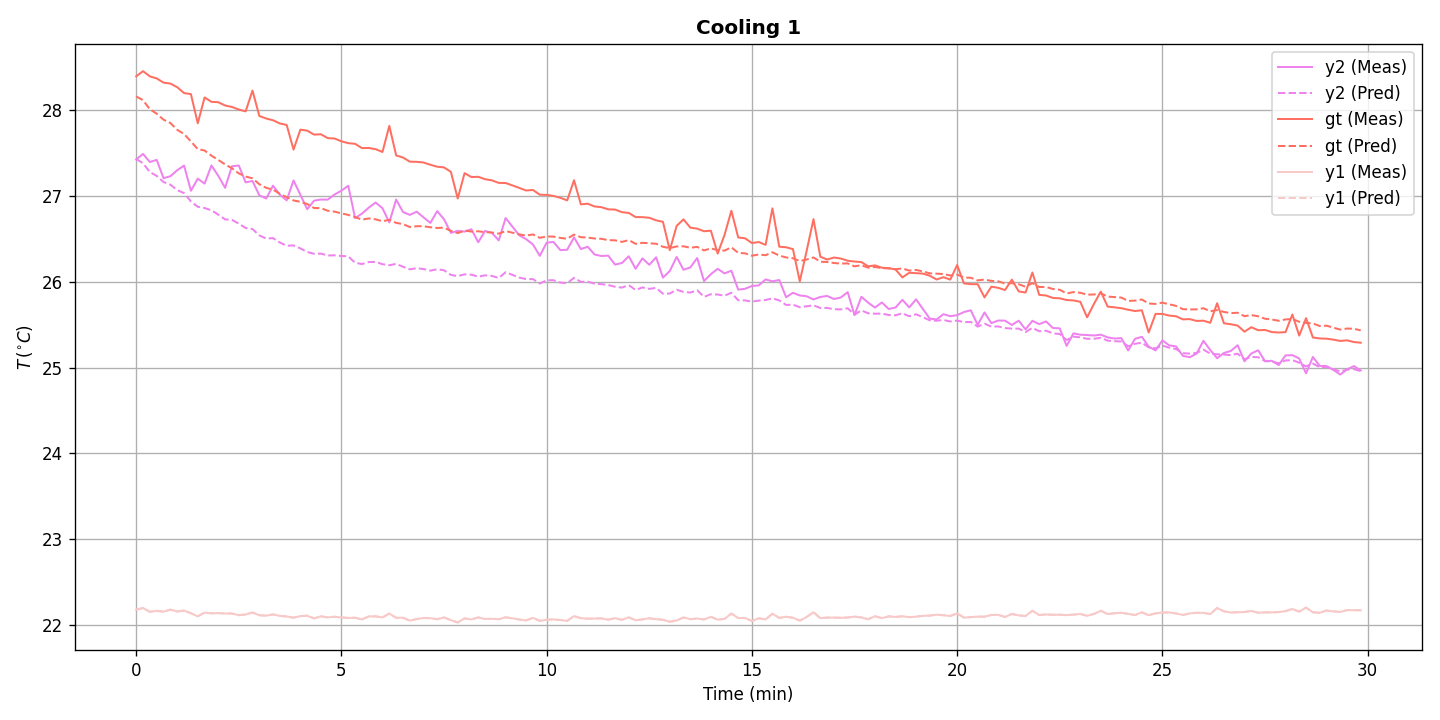 Cooling 1
y2 (Meas)
y2 (Pred)
gt (Meas)
gt (Pred)
y1 (Meas)
y1 (Pred)
T(°C)
28
27
26
25
24
23
22
0 5 10 15 20 25 30
Time (min)